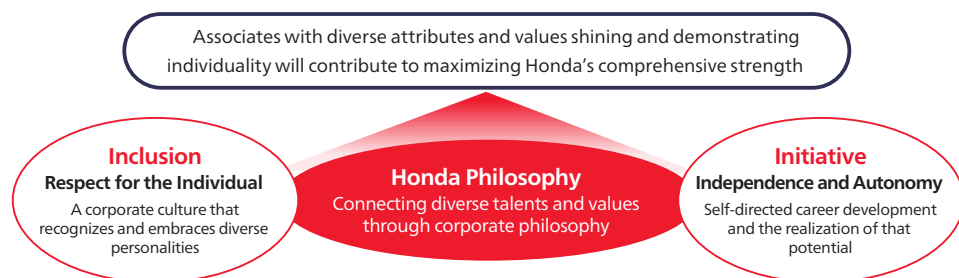 Associates with diverse attributes and values shining and demonstrating
individuality will contribute to maximizing Honda’s comprehensive strength
Inclusion
Respect for the Individual
A corporate culture that
recognizes and embraces diverse
personalities
Honda Philosophy
Connecting diverse talents and values
through corporate philosophy
Initiative
Independence and Autonomy
Self-directed career development
and the realization of that
potential